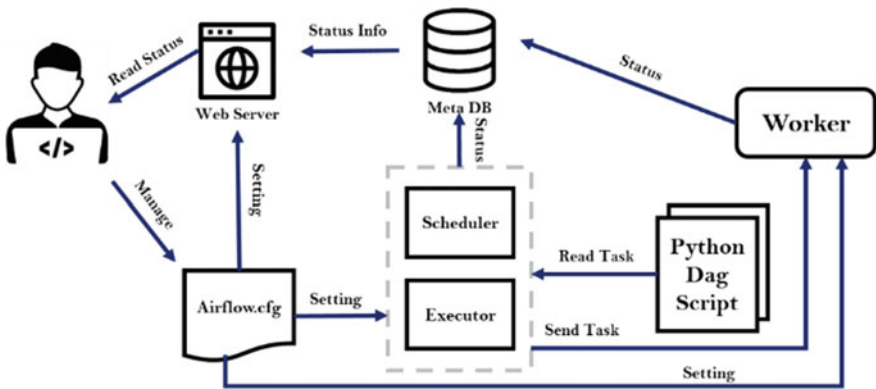 Status Info
Read Status
Status
Web Server
Meta DB
Worker
</>
Status
Setting
Manage
Scheduler
Python
Dag
Script
Read Task
Airflow.cfg
Setting
Executor
Send Task
Setting